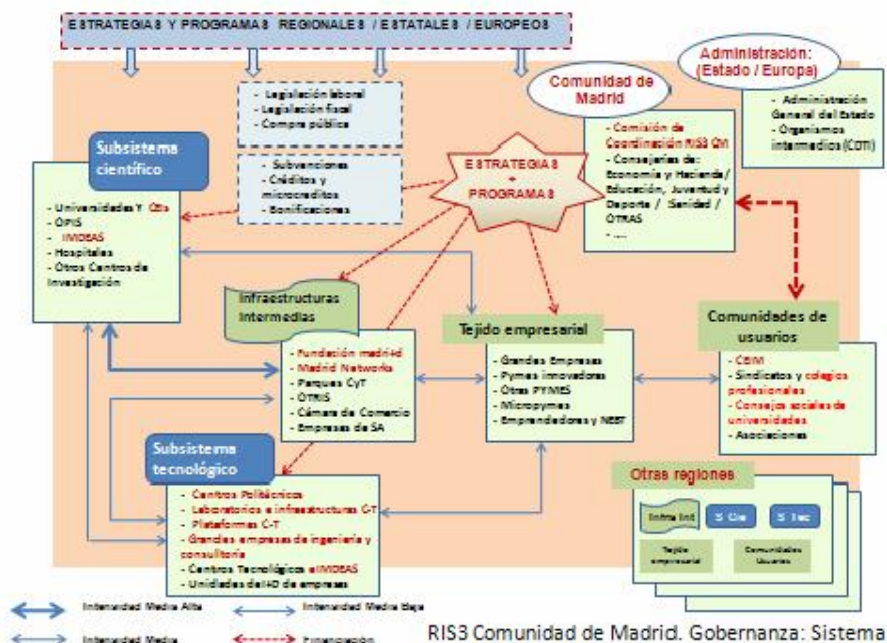 ESTRATEGIAS Y PROGRAMAS REGIONALES / ESTATALES / EUROPEOS
Administración:
(Estado / Europa)
- Administración
General del Estado
- Organismos
intermedios (CDTI)
Comunidad de
Madrid
- Comisión de
Coordinación RIS3 CM
- Consejerías de:
Economía y Hacienda/
Educación, Juventud y
Deporte / Sanidad /
OTRAS
- ....
- Legislación laboral
- Legislación fiscal
- Compra pública
- Subvenciones
- Créditos y
microcreditos
- Bonificaciones
ESTRATEGIAS
+
PROGRAMAS
Subsistema
científico
- Universidades Y CEIs
- OPIS
- IMDEAS
- Hospitales
- Otros Centros de
Investigación
Infraestructuras
Intermedias
- Fundación madri+d
- Madrid Networks
- Parques CyT
- OTRIS
- Cámara de Comercio
- Empresas de SA
Tejido empresarial
- Grandes Empresas
- Pymes innovadoras
- Otras PYMES
- Micropymes
- Emprendedores y NEBT
Comunidades de
usuarios
- CEIM
- Sindicatos y colegios
profesionales
- Consejos sociales de
universidades
- Asociaciones
Subsistema
tecnológico
- Centros Politécnicos
- Laboratorios e infraestructuras C-T
- Plataformas C-T
- Grandes empresas de ingeniería y
consultoría
- Centros Tecnológicos e IMDEAS
- Unidades de I+D de empresas
Otras regiones
Infra Int
S Cie
S Tec
Tejido
empresarial
Comunidades
Usuarios
Intensidad Media Alta
Intensidad Media Baja
Intensidad Media
Financiación
RIS3 Comunidad de Madrid. Gobernanza: Sistema